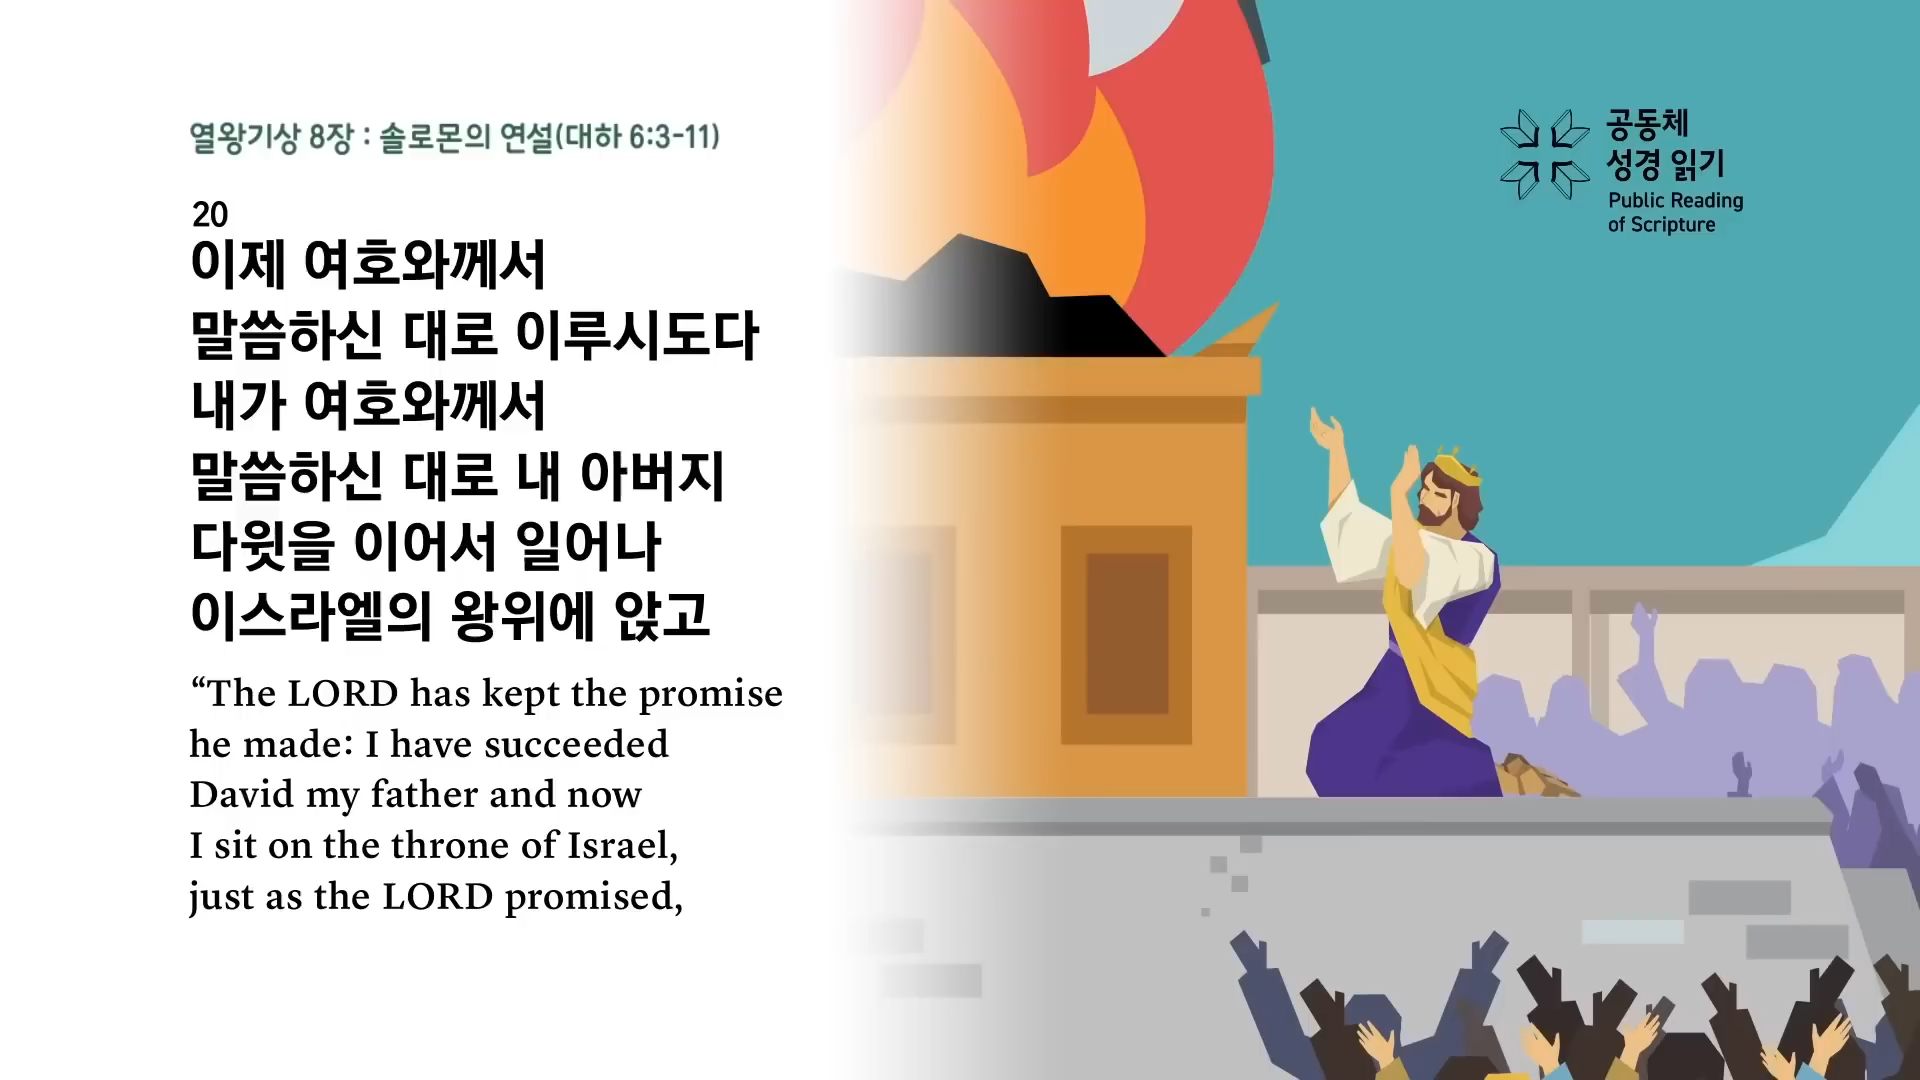 열왕기상 8장 : 솔로몬의 연설(대하 6:3-11)
20
이제 여호와께서
말씀하신 대로 이루시도다
내가 여호와께서
말씀하신 대로 내 아버지
다윗을 이어서 일어나
이스라엘의 왕위에 앉고
“The LORD has kept the promise
he made: I have succeeded
David my father and now
I sit on the throne of Israel,
just as the LORD promised,
공동체
성경 읽기
Public Reading
of Scripture